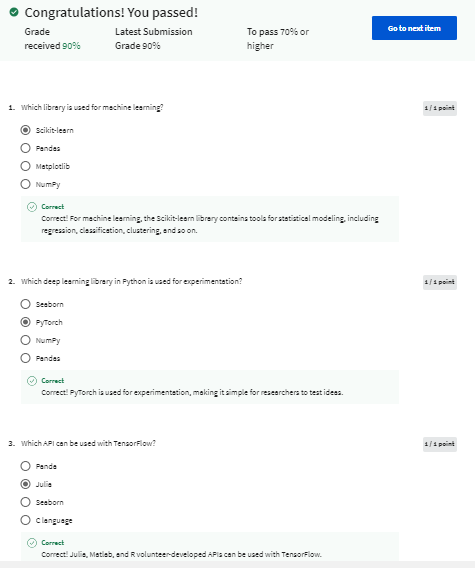 Congratulations! You passed!
Grade received 90%
Latest Submission Grade 90%
To pass 70% or higher
Go to next item
1. Which library is used for machine learning?
1 / 1 point
Scikit-learn
Pandas
Matplotlib
NumPy
Correct
Correct! For machine learning, the Scikit-learn library contains tools for statistical modeling, including
regression, classification, clustering, and so on.
2. Which deep learning library in Python is used for experimentation?
1 / 1 point
Seaborn
PyTorch
NumPy
Pandas
Correct
Correct! PyTorch is used for experimentation, making it simple for researchers to test ideas.
3. Which API can be used with TensorFlow?
1 / 1 point
Panda
Julia
Seaborn
C language
Correct
Correct! Julia, Matlab, and R volunteer-developed APIs can be used with TensorFlow.